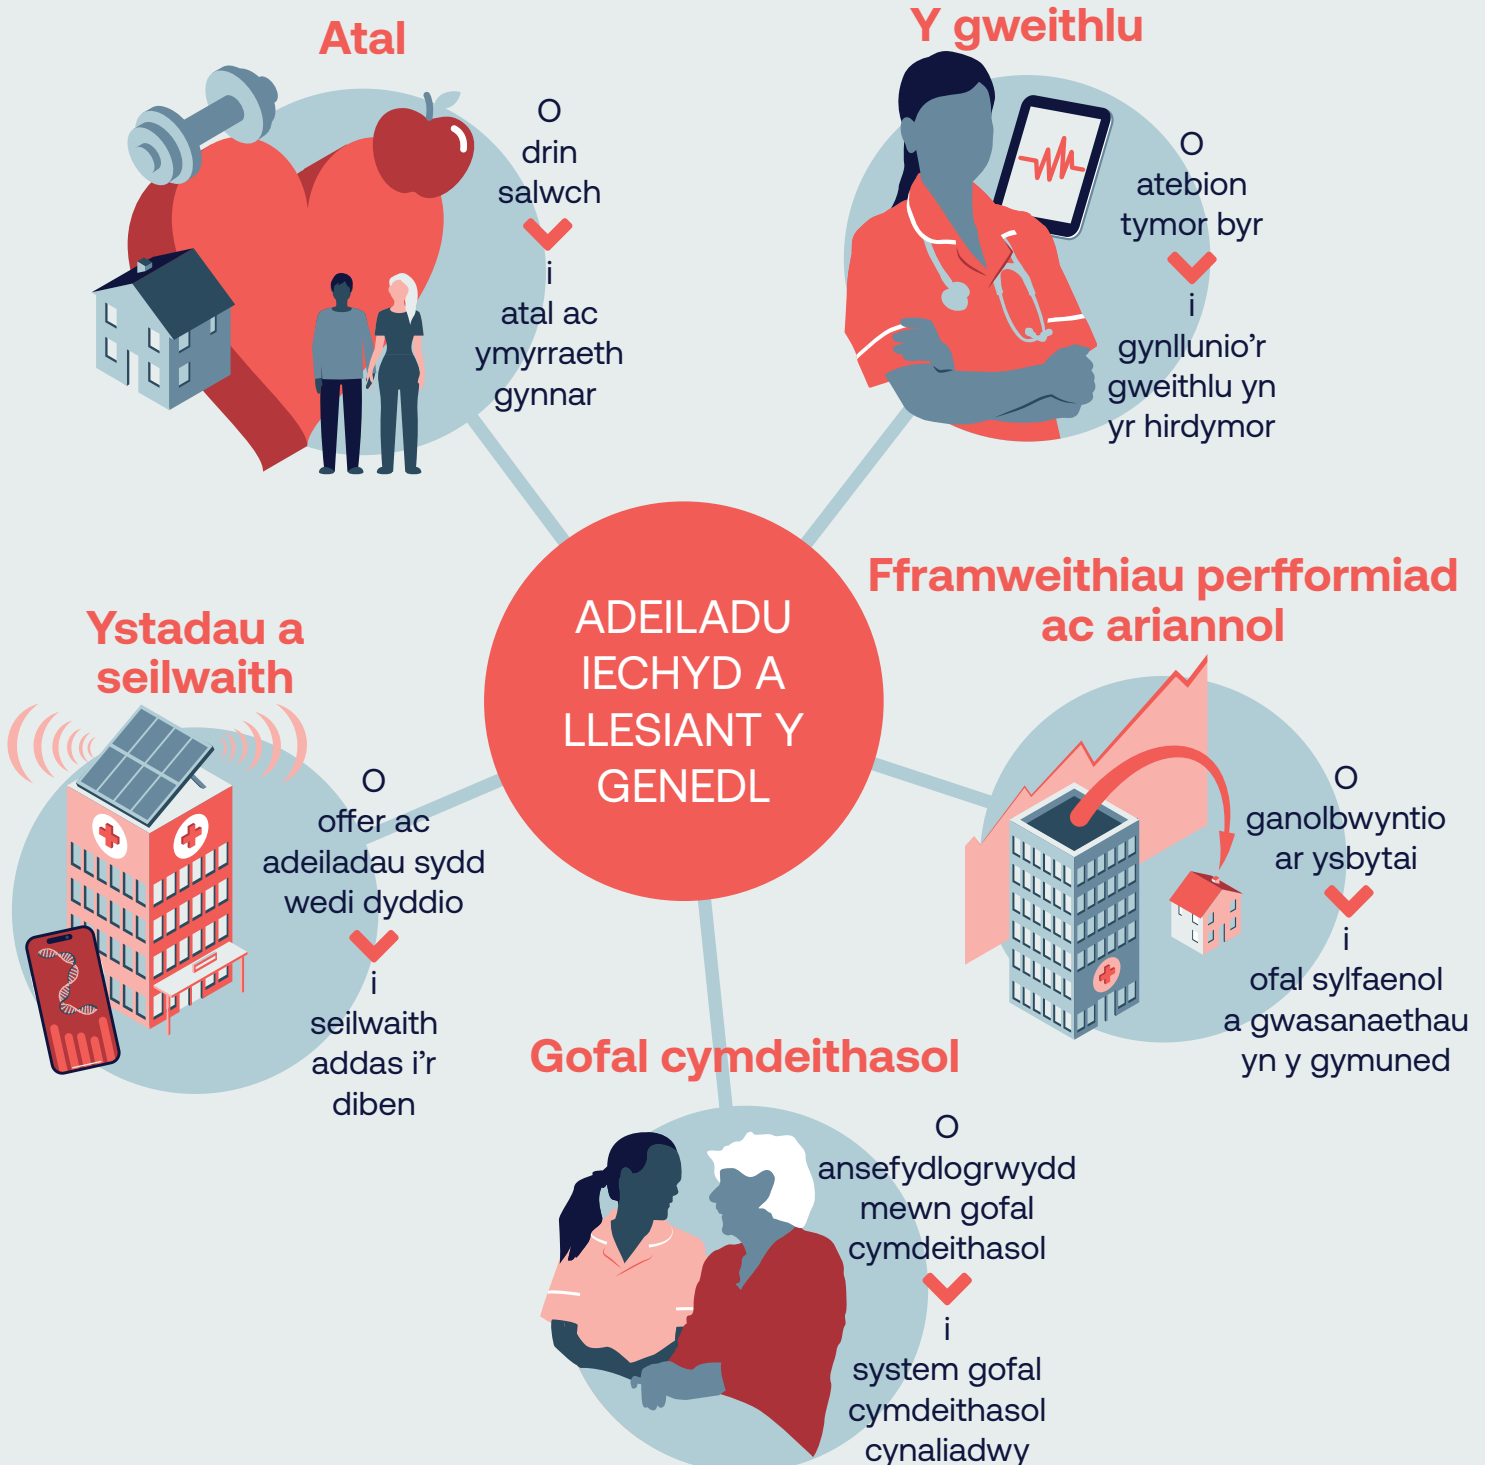 Atal
O
drin
salwch
i
atal ac
ymyrraeth
gynnar
Y gweithlu
O
atebion
tymor byr
i
gynllunio’r
gweithlu yn
yr hirdymor
ADEILADU
IECHYD A
LLESIANT Y
GENEDL
Fframweithiau perfformiad
ac ariannol
O
ganolbwyntio
ar ysbytai
i
ofal sylfaenol
a gwasanaethau
yn y gymuned
Ystadau a
seilwaith
O
offer ac
adeiladau sydd
wedi dyddio
i
seilwaith
addas i’r
diben
Gofal cymdeithasol
O
ansefydlogrwydd
mewn gofal
cymdeithasol
i
system gofal
cymdeithasol
cynaliadwy